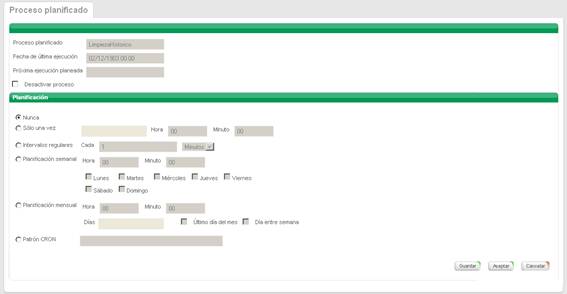 Proceso planificado
Proceso planificado LimpiezaHistorico
Fecha de última ejecución 02/12/1903 00:00
Próxima ejecución planeada
Desactivar proceso
Planificación
Nunca
Sólo una vez Hora 00 Minuto 00
Intervalos regulares Cada 1 Minutos
Planificación semanal Hora 00 Minuto 00
Lunes Martes Miércoles Jueves Viernes
Sábado Domingo
Planificación mensual Hora 00 Minuto 00
Días Último día del mes Día entre semana
Patrón CRON
Guardar Aceptar Cancelar